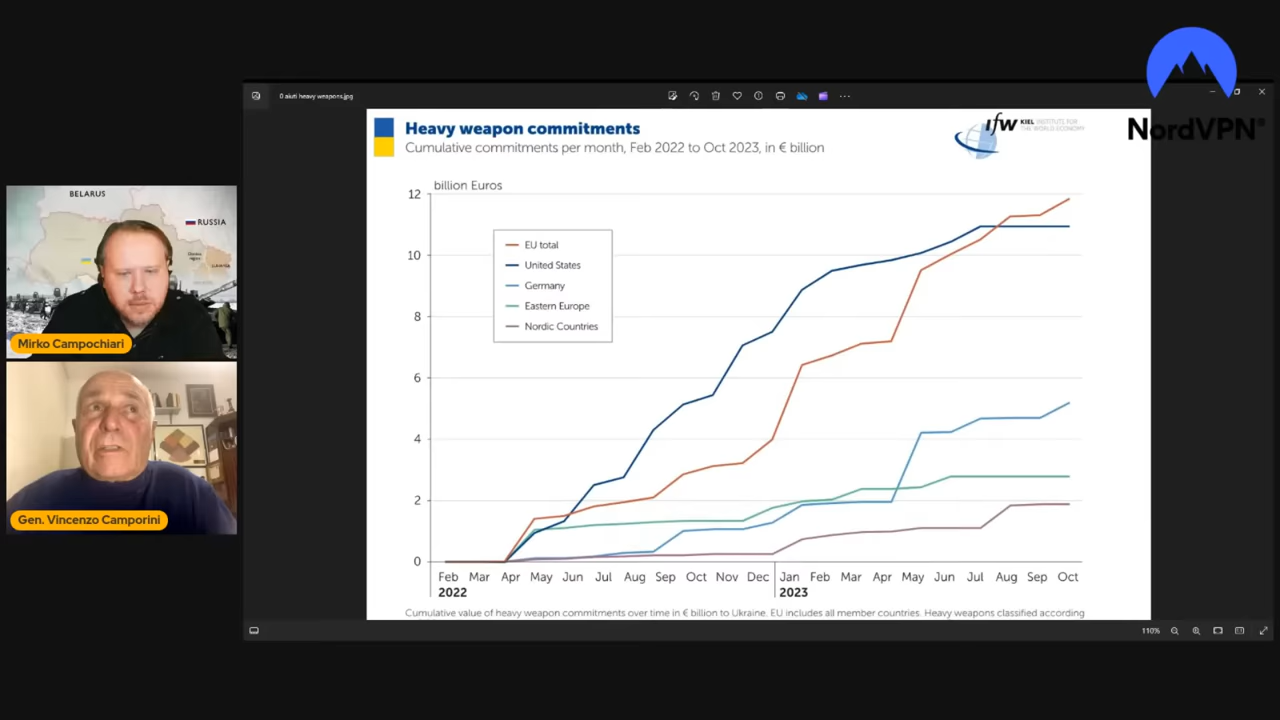 NordVPN®
0 aiuti heavy weapons.jpg
Heavy weapon commitments
Cumulative commitments per month, Feb 2022 to Oct 2023, in € billion
ifw KIEL INSTITUTE FOR
THE WORLD ECONOMY
billion Euros
12
10
8
6
4
2
0
EU total
United States
Germany
Eastern Europe
Nordic Countries
Feb Mar Apr May Jun Jul Aug Sep Oct Nov Dec Jan Feb Mar Apr May Jun Jul Aug Sep Oct
2022 2023
Cumulative value of heavy weapon commitments over time in € billion to Ukraine. EU includes all member countries. Heavy weapons classified according
110%
BELARUS
RUSSIA
Mirko Campochiari
Gen. Vincenzo Camporini